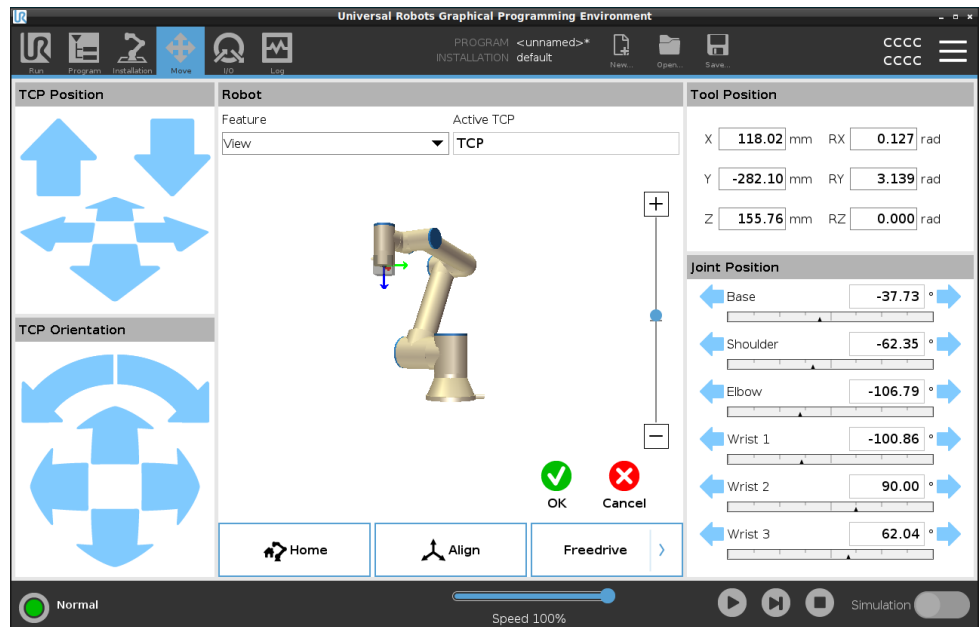 Universal Robots Graphical Programming Environment
Run
Program
Installation
Move
I/O
Log
PROGRAM <unnamed>*
INSTALLATION default
New...
Open...
Save...
CCCC
CCCC
TCP Position
TCP Orientation
Robot
Feature
Active TCP
View
TCP
+
−
OK
Cancel
Home
Align
Freedrive
Tool Position
X 118.02 mm RX 0.127 rad
Y -282.10 mm RY 3.139 rad
Z 155.76 mm RZ 0.000 rad
Joint Position
Base -37.73 °
Shoulder -62.35 °
Elbow -106.79 °
Wrist 1 -100.86 °
Wrist 2 90.00 °
Wrist 3 62.04 °
Normal
Speed 100%
Simulation